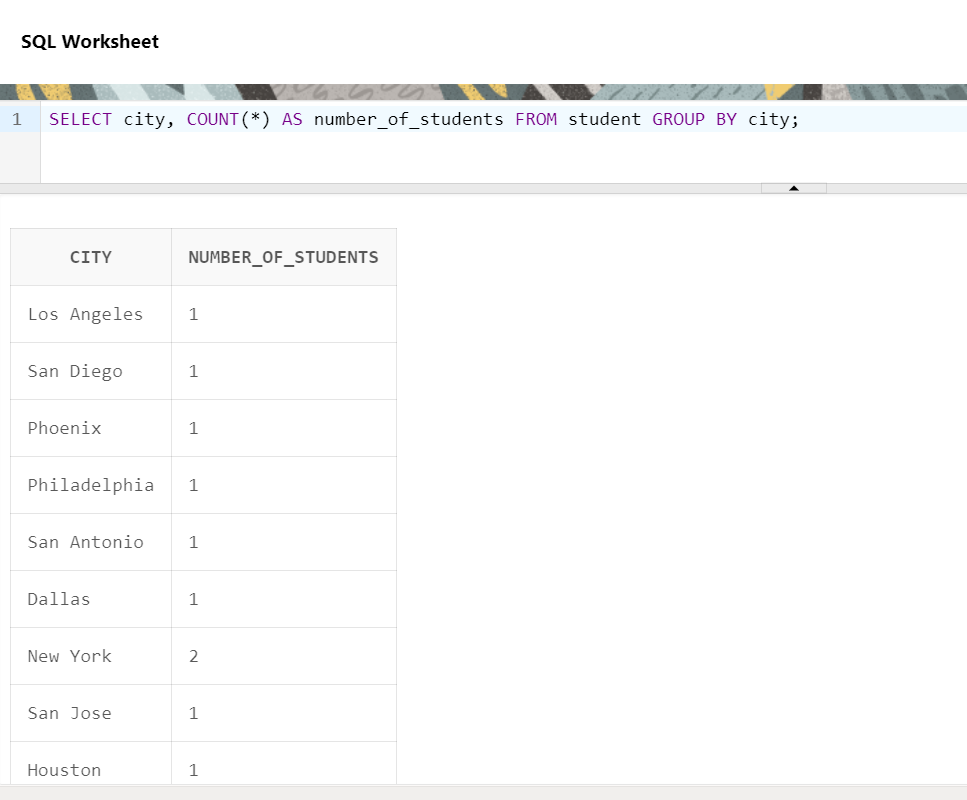 SQL Worksheet
1 SELECT city, COUNT(*) AS number_of_students FROM student GROUP BY city;
CITY NUMBER_OF_STUDENTS
Los Angeles 1
San Diego 1
Phoenix 1
Philadelphia 1
San Antonio 1
Dallas 1
New York 2
San Jose 1
Houston 1